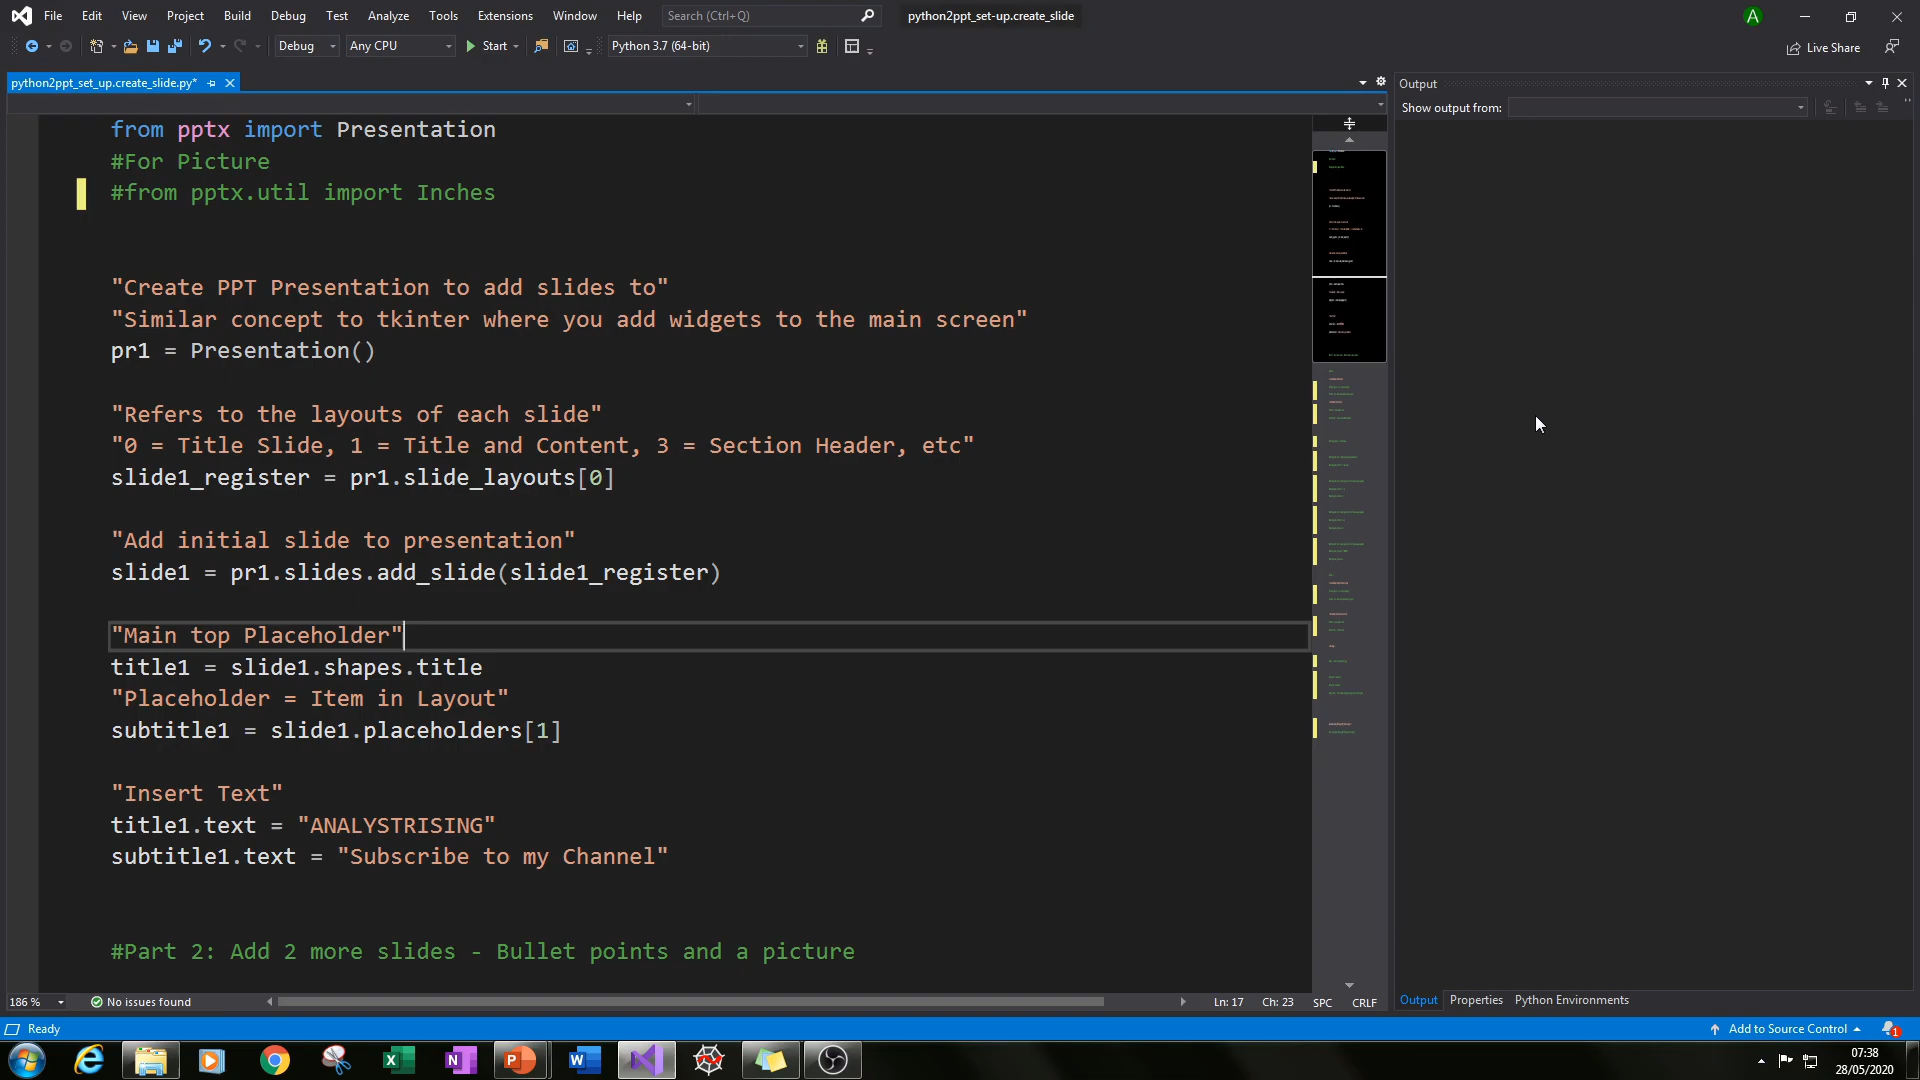 File Edit View Project Build Debug Test Analyze Tools Extensions Window Help Search (Ctrl+Q) python2ppt_set-up.create_slide A
Debug Any CPU Start Python 3.7 (64-bit) Live Share
python2ppt_set_up.create_slide.py* Output
Show output from:
from pptx import Presentation
#For Picture
#from pptx.util import Inches
"Create PPT Presentation to add slides to"
"Similar concept to tkinter where you add widgets to the main screen"
pr1 = Presentation()
"Refers to the layouts of each slide"
"0 = Title Slide, 1 = Title and Content, 3 = Section Header, etc"
slide1_register = pr1.slide_layouts[0]
"Add initial slide to presentation"
slide1 = pr1.slides.add_slide(slide1_register)
"Main top Placeholder"
title1 = slide1.shapes.title
"Placeholder = Item in Layout"
subtitle1 = slide1.placeholders[1]
"Insert Text"
title1.text = "ANALYSTRISING"
subtitle1.text = "Subscribe to my Channel"
#Part 2: Add 2 more slides - Bullet points and a picture
186 % No issues found Ln: 17 Ch: 23 SPC CRLF Output Properties Python Environments
Ready Add to Source Control 1
07:38
28/05/2020